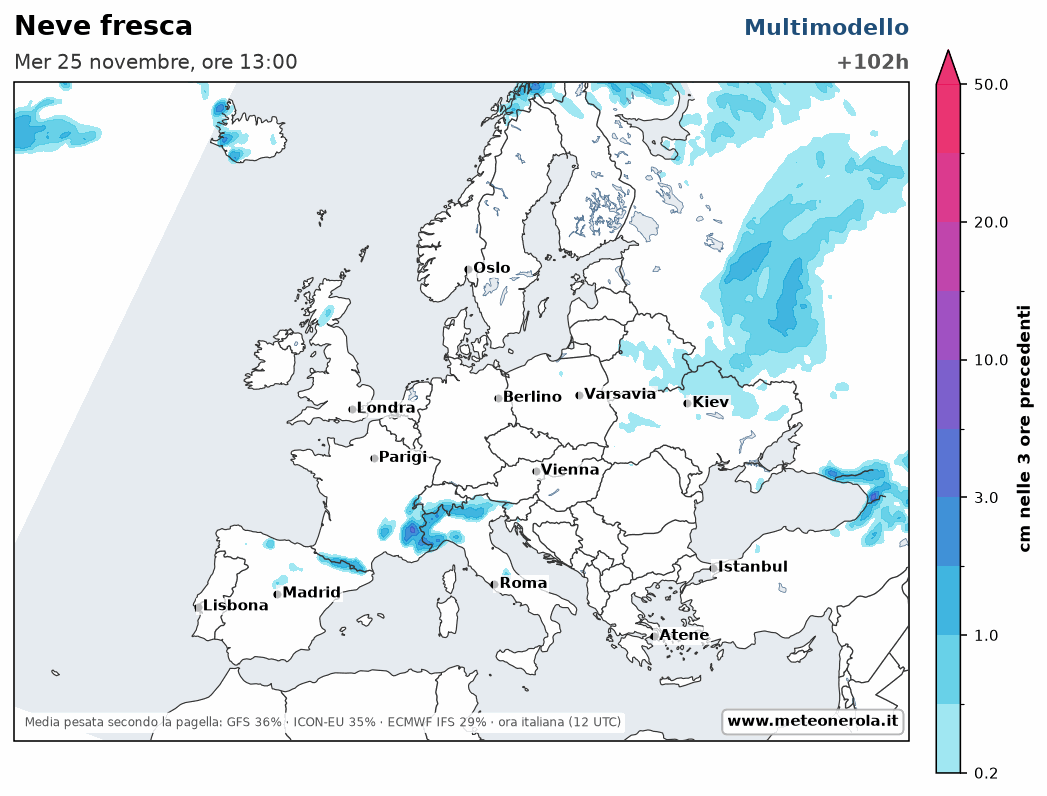 Neve fresca
Multimodello
Mer 25 novembre, ore 13:00
+102h
50.0
20.0
10.0
3.0
1.0
0.2
cm nelle 3 ore precedenti
Oslo
Londra
Berlino
Varsavia
Kiev
Parigi
Vienna
Istanbul
Roma
Madrid
Lisbona
Atene
Media pesata secondo la pagella: GFS 36% · ICON-EU 35% · ECMWF IFS 29% · ora italiana (12 UTC)
www.meteonerola.it